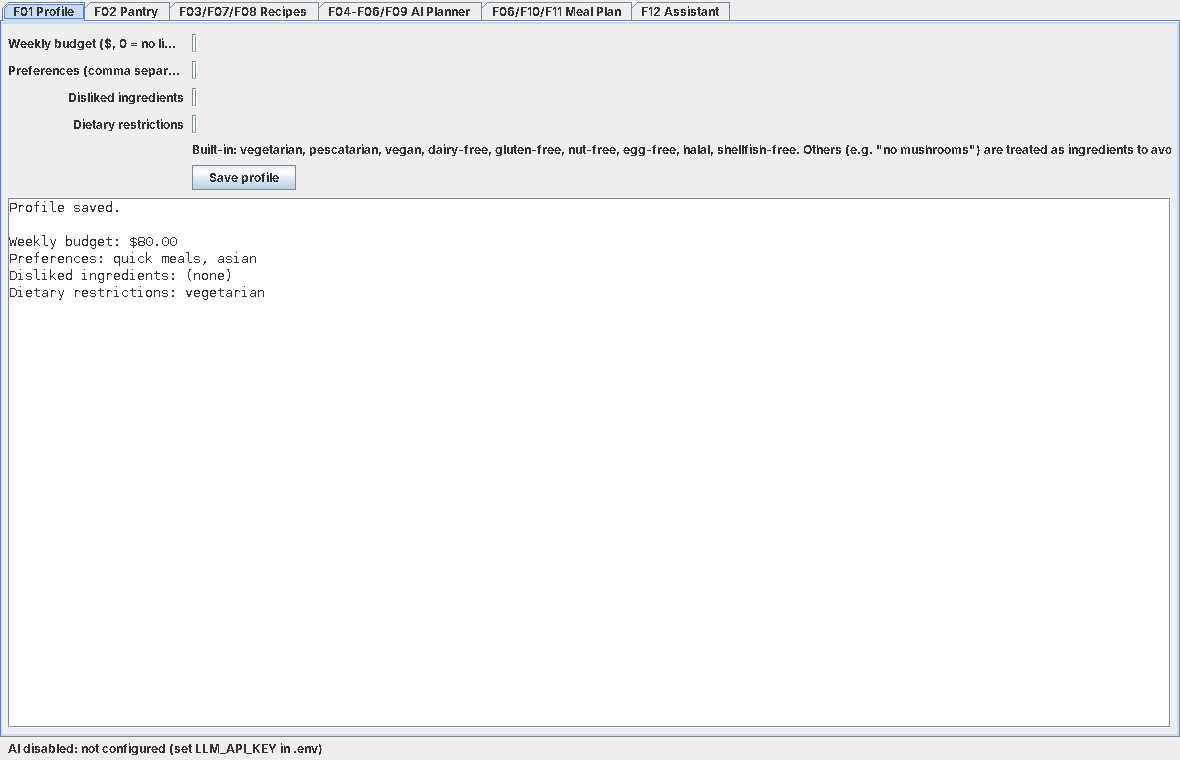 F01 Profile F02 Pantry F03/F07/F08 Recipes F04-F06/F09 AI Planner F06/F10/F11 Meal Plan F12 Assistant
Weekly budget ($, 0 = no li...
Preferences (comma separ...
Disliked ingredients
Dietary restrictions
Built-in: vegetarian, pescatarian, vegan, dairy-free, gluten-free, nut-free, egg-free, halal, shellfish-free. Others (e.g. "no mushrooms") are treated as ingredients to avo
Save profile
Profile saved.
Weekly budget: $80.00
Preferences: quick meals, asian
Disliked ingredients: (none)
Dietary restrictions: vegetarian
AI disabled: not configured (set LLM_API_KEY in .env)